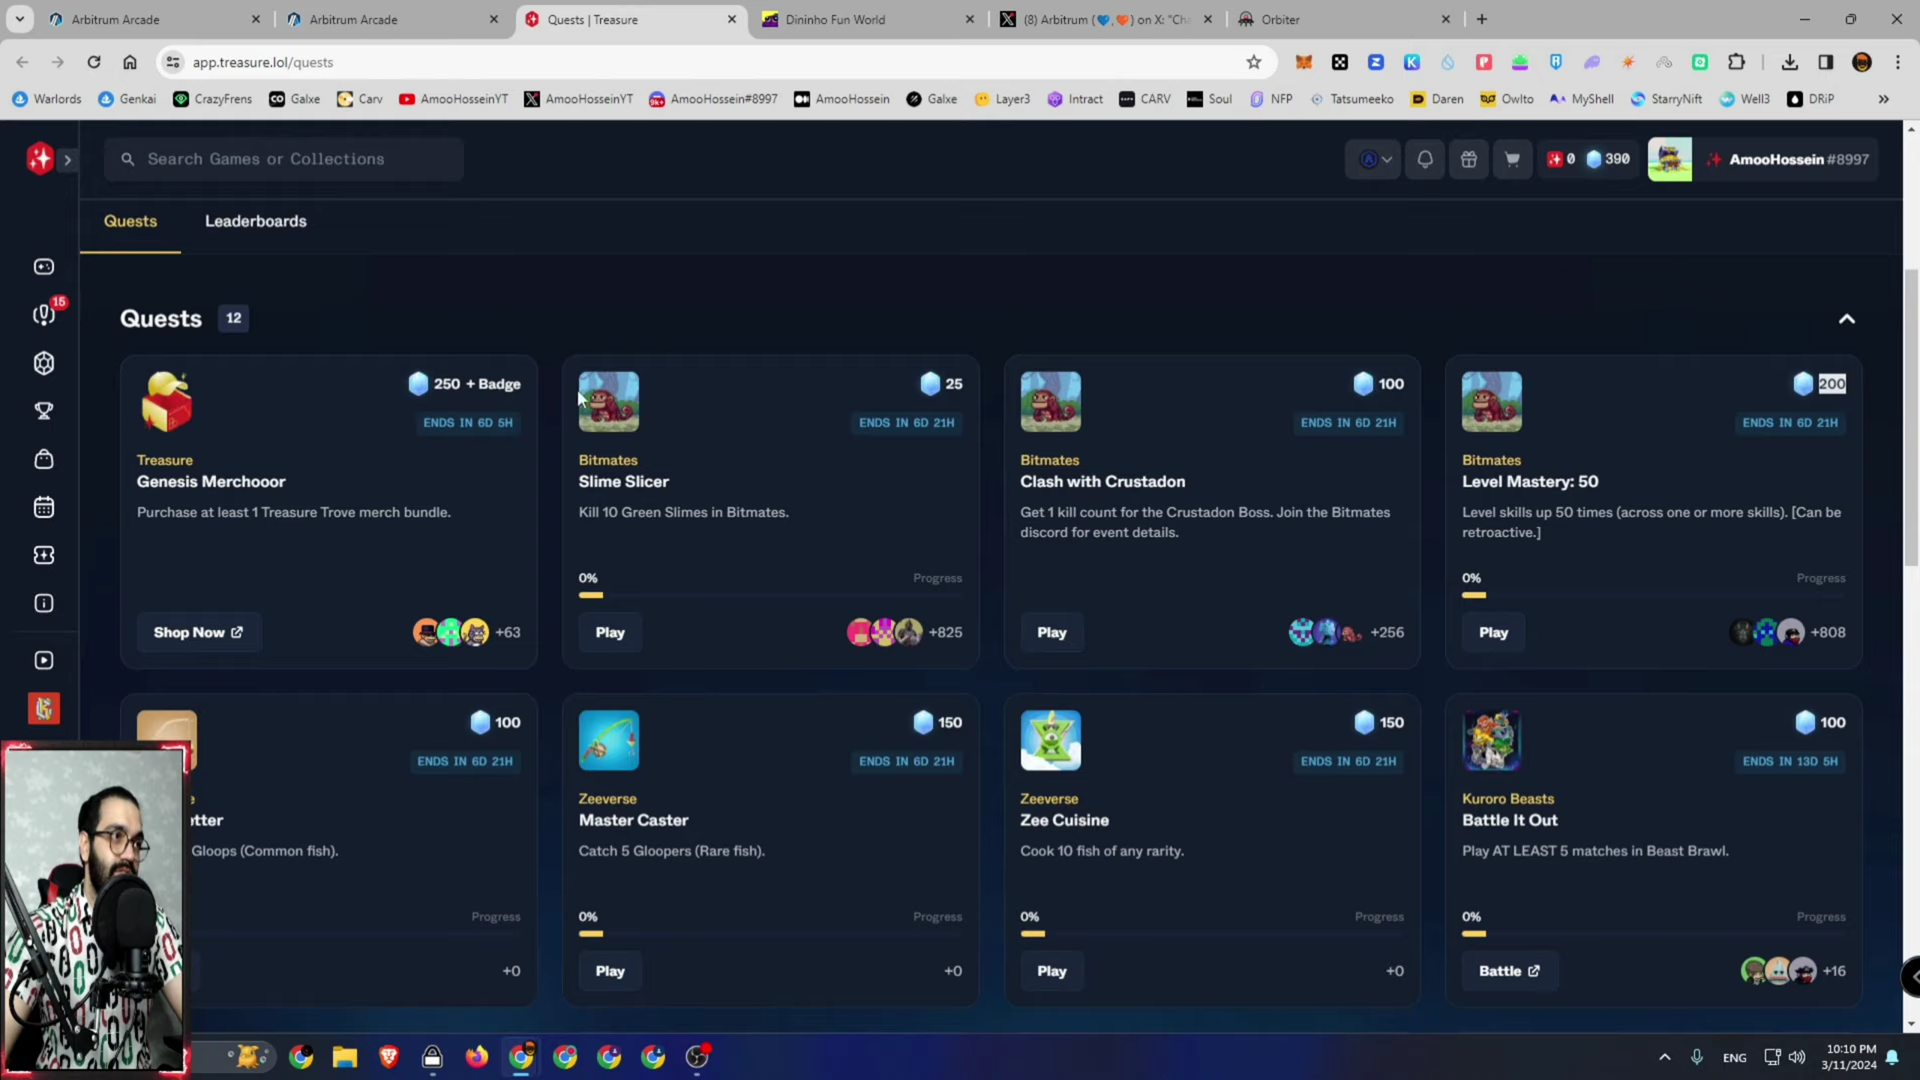 Arbitrum Arcade
Arbitrum Arcade
Quests | Treasure
Dininho Fun World
(8) Arbitrum (💙,🧡) on X: "Cha
Orbiter
app.treasure.lol/quests
Warlords
Genkai
CrazyFrens
Galxe
Carv
AmooHosseinYT
AmooHosseinYT
AmooHossein#8997
AmooHossein
Galxe
Layer3
Intract
CARV
Soul
NFP
Tatsumeeko
Daren
Owlto
MyShell
StarryNift
Well3
DRiP
Search Games or Collections
0
390
AmooHossein #8997
Quests
Leaderboards
15
Quests 12
250 + Badge
ENDS IN 6D 5H
Treasure
Genesis Merchooor
Purchase at least 1 Treasure Trove merch bundle.
Shop Now
+63
25
ENDS IN 6D 21H
Bitmates
Slime Slicer
Kill 10 Green Slimes in Bitmates.
0%
Progress
Play
+825
100
ENDS IN 6D 21H
Bitmates
Clash with Crustadon
Get 1 kill count for the Crustadon Boss. Join the Bitmates
discord for event details.
Play
+256
200
ENDS IN 6D 21H
Bitmates
Level Mastery: 50
Level skills up 50 times (across one or more skills). [Can be
retroactive.]
0%
Progress
Play
+808
100
ENDS IN 6D 21H
Gloops (Common fish).
Progress
+0
150
ENDS IN 6D 21H
Zeeverse
Master Caster
Catch 5 Gloopers (Rare fish).
0%
Progress
Play
+0
150
ENDS IN 6D 21H
Zeeverse
Zee Cuisine
Cook 10 fish of any rarity.
0%
Progress
Play
+0
100
ENDS IN 13D 5H
Kuroro Beasts
Battle It Out
Play AT LEAST 5 matches in Beast Brawl.
0%
Progress
Battle
+16
ENG
10:10 PM
3/11/2024